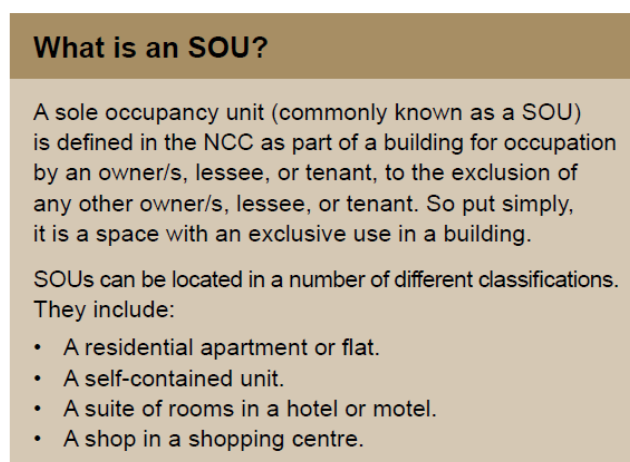 What is an SOU?
A sole occupancy unit (commonly known as a SOU)
is defined in the NCC as part of a building for occupation
by an owner/s, lessee, or tenant, to the exclusion of
any other owner/s, lessee, or tenant. So put simply,
it is a space with an exclusive use in a building.
SOUs can be located in a number of different classifications.
They include:
• A residential apartment or flat.
• A self-contained unit.
• A suite of rooms in a hotel or motel.
• A shop in a shopping centre.